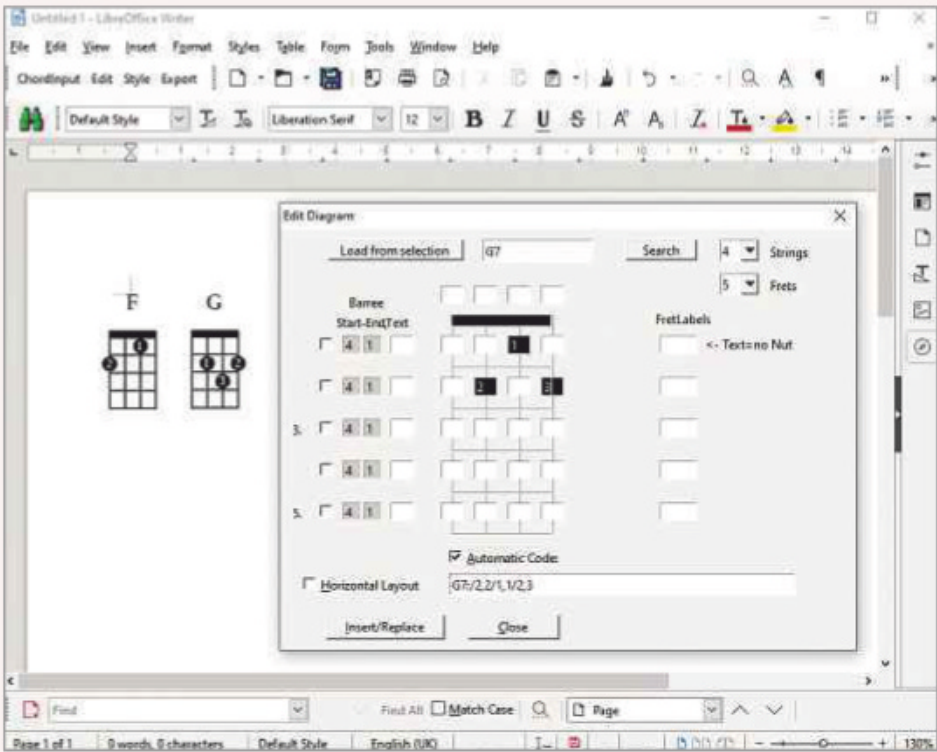 Untitled 1 - LibreOffice Writer
File Edit View Insert Format Styles Table Form Tools Window Help
ChordInput Edit Style Export
Default Style Liberation Serif 12
Edit Diagram
Load from selection G7 Search 4 Strings
5 Frets
F G
Barree
Start-End,Text FretLabels
4 1 1 <- Text=no Nut
4 1 2 3
3. 4 1
4 1
5. 4 1
Automatic Code:
Horizontal Layout G7:/2,2/1,1/2,3
Insert/Replace Close
Find Find All Match Case Page
Page 1 of 1 0 words, 0 characters Default Style English (UK) 130%